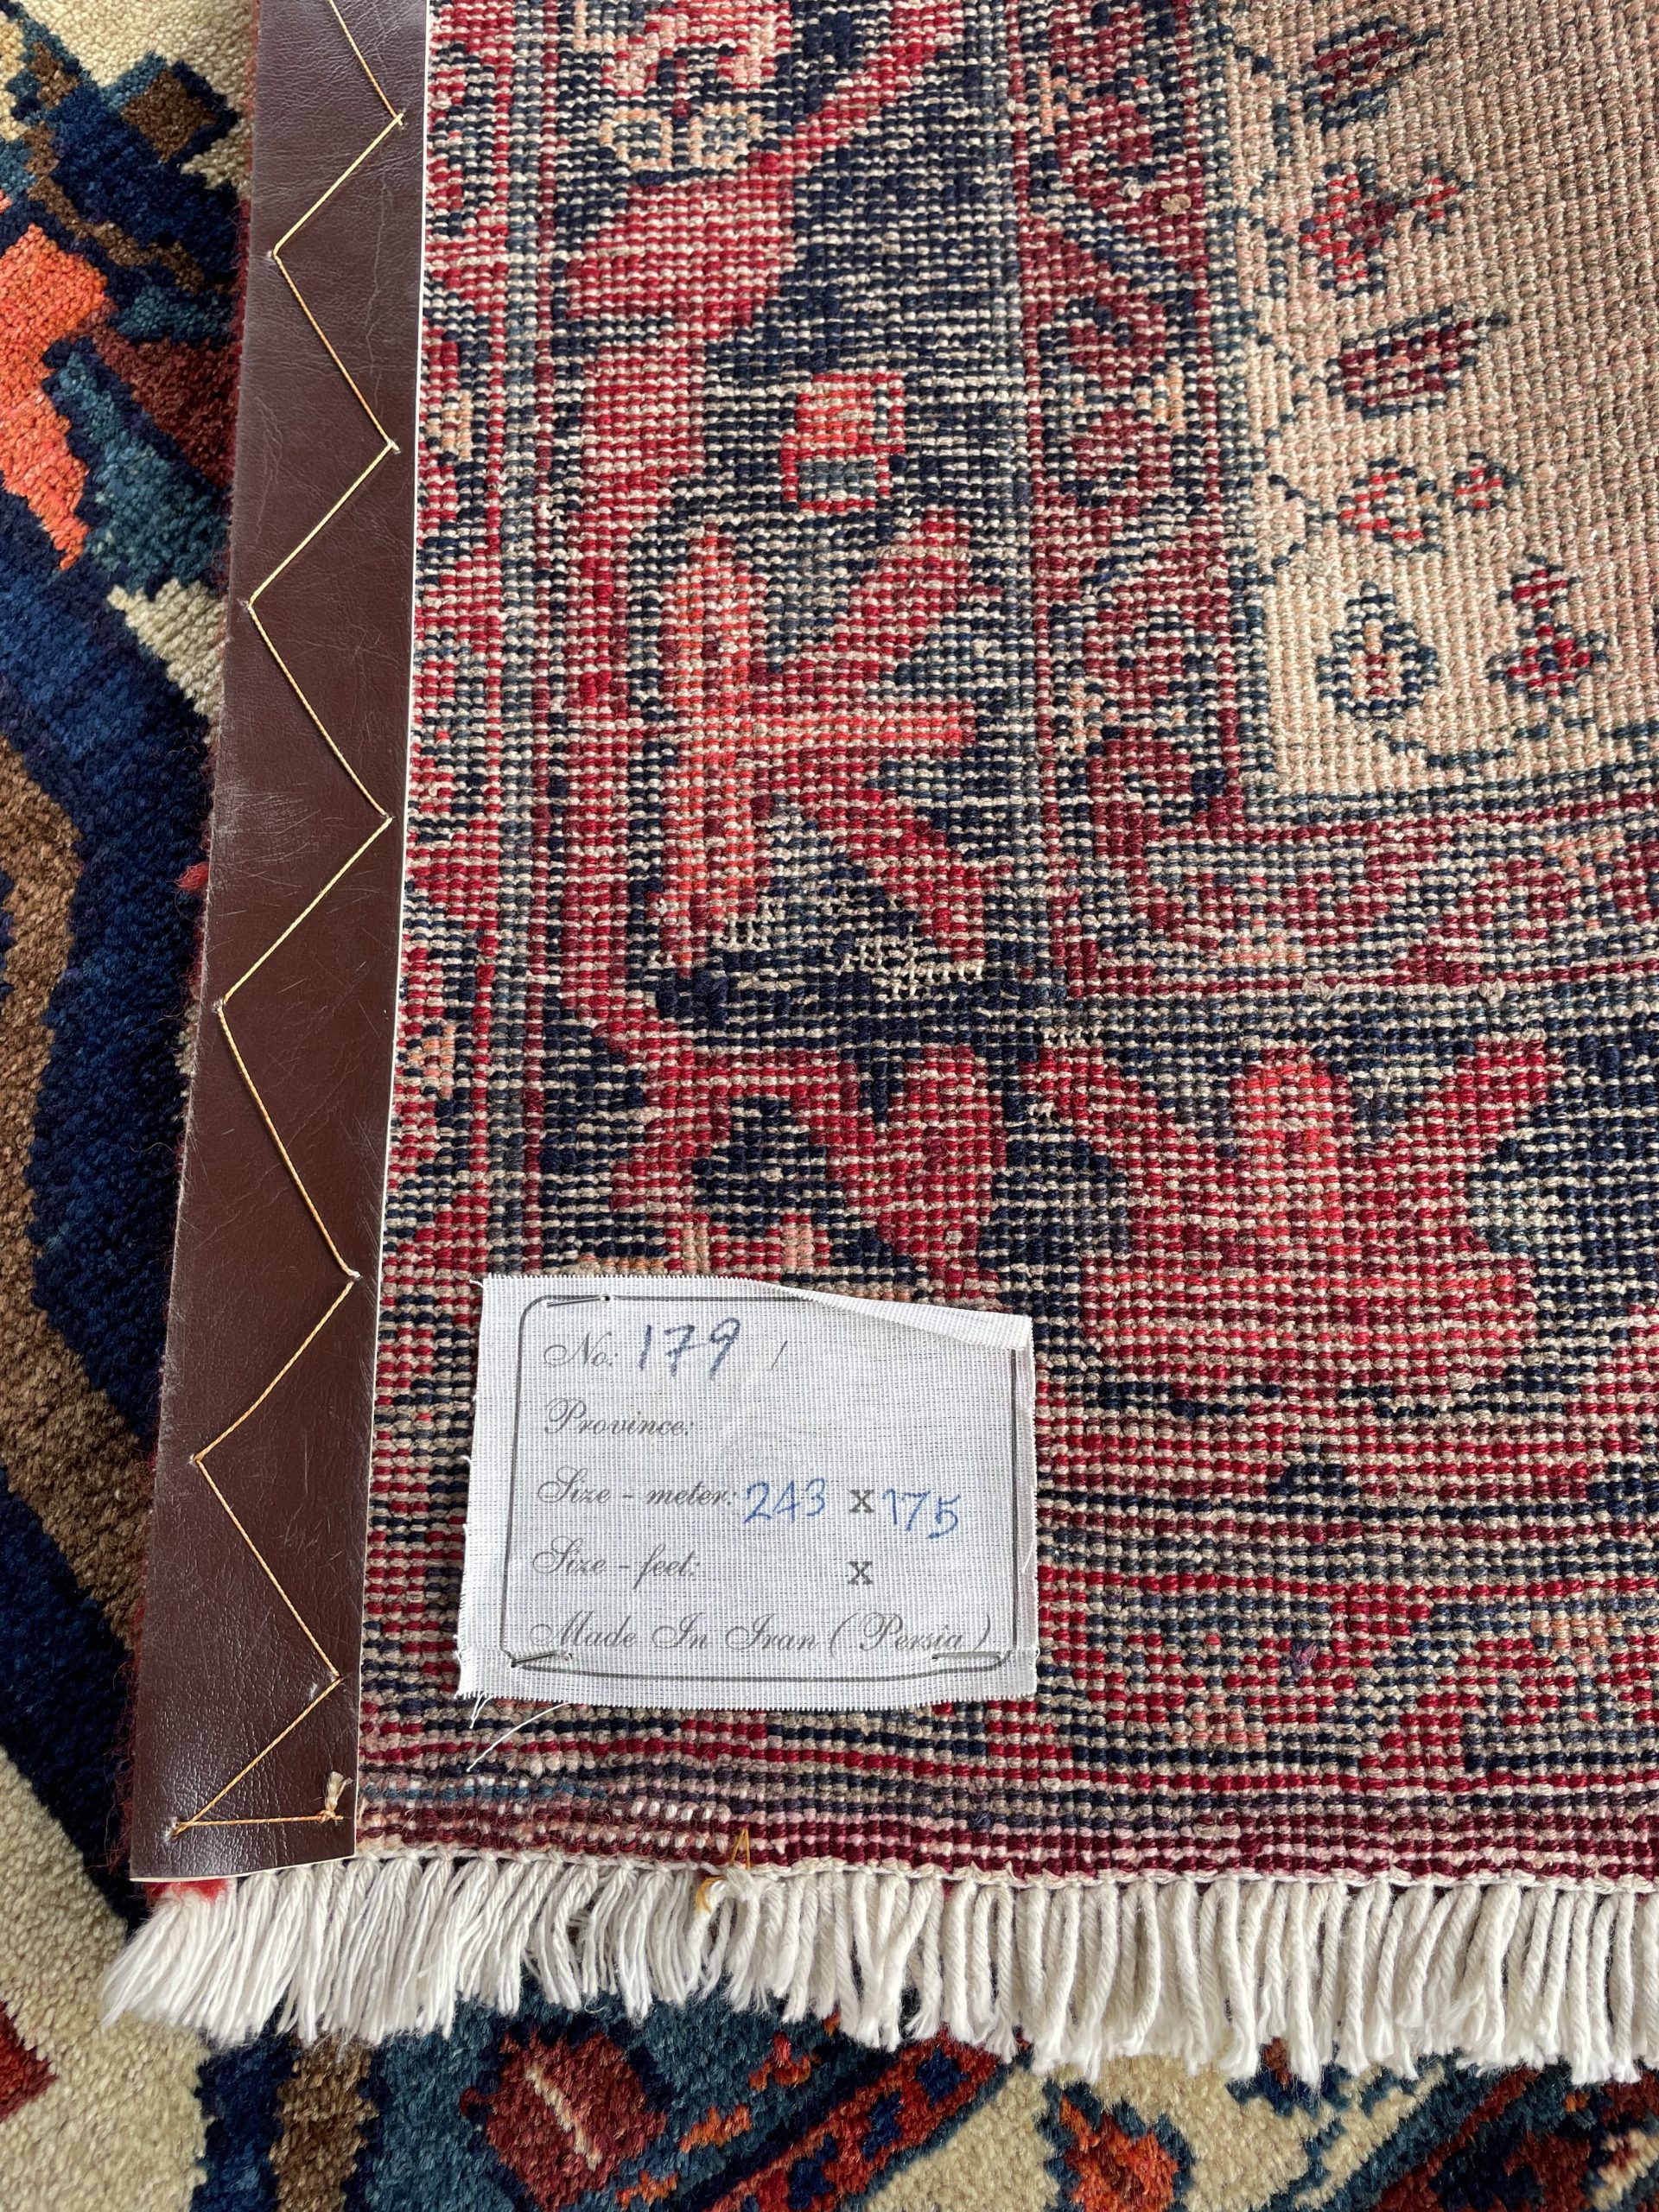 No: 179 /
Province:
Size - meter: 243 x 175
Size - feet: x
Made In Iran ( Persia )